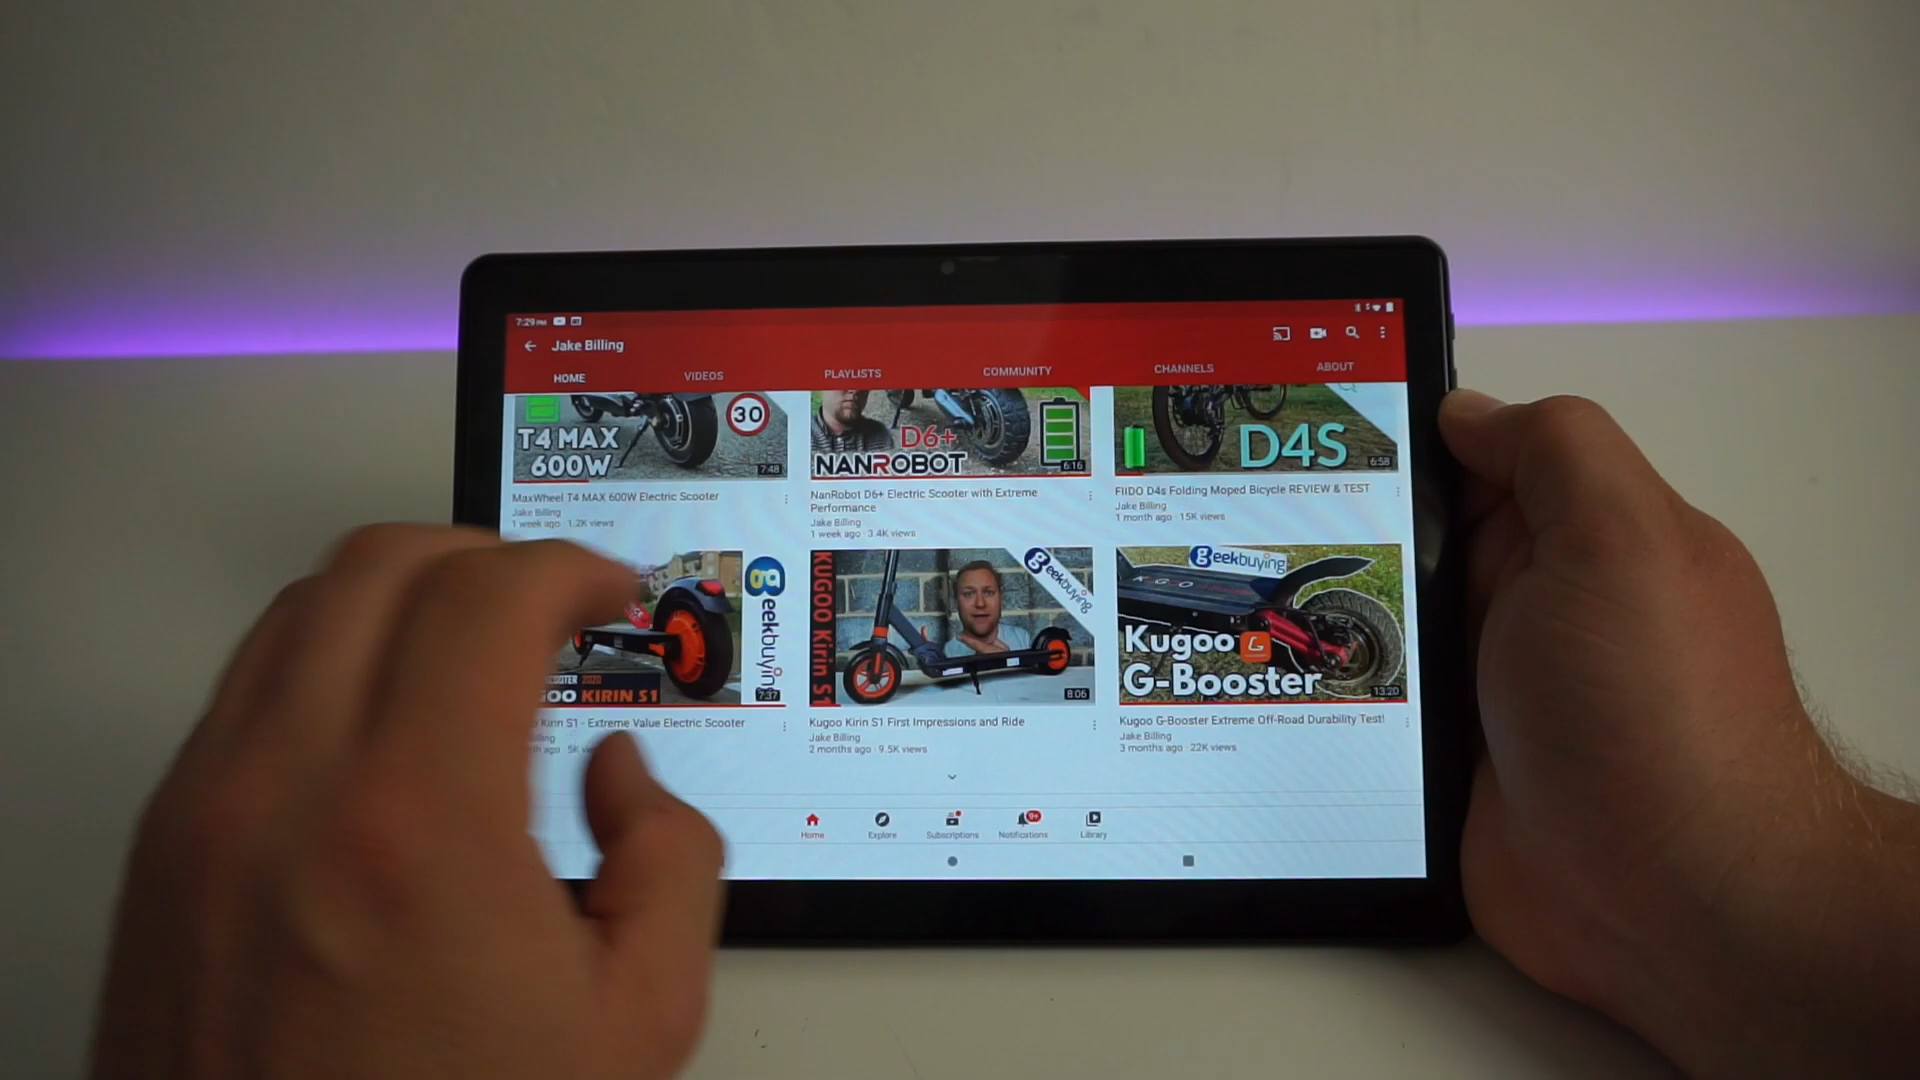 7:29 PM
Jake Billing
HOME VIDEOS PLAYLISTS COMMUNITY CHANNELS ABOUT
30
T4 MAX
600W
7:48
D6+
NANROBOT
6:16
D4S
6:58
MaxWheel T4 MAX 600W Electric Scooter
Jake Billing
1 week ago · 1.2K views
NanRobot D6+ Electric Scooter with Extreme
Performance
Jake Billing
1 week ago · 3.4K views
FIIDO D4s Folding Moped Bicycle REVIEW & TEST
Jake Billing
1 month ago · 15K views
geekbuying
KIRIN S1
7:37
KUGOO Kirin S1
geekbuying
8:06
geekbuying
Kugoo
G-Booster
13:20
S1 - Extreme Value Electric Scooter
Kugoo Kirin S1 First Impressions and Ride
Jake Billing
2 months ago · 9.5K views
Kugoo G-Booster Extreme Off-Road Durability Test!
Jake Billing
3 months ago · 22K views
9+
Home Explore Subscriptions Notifications Library